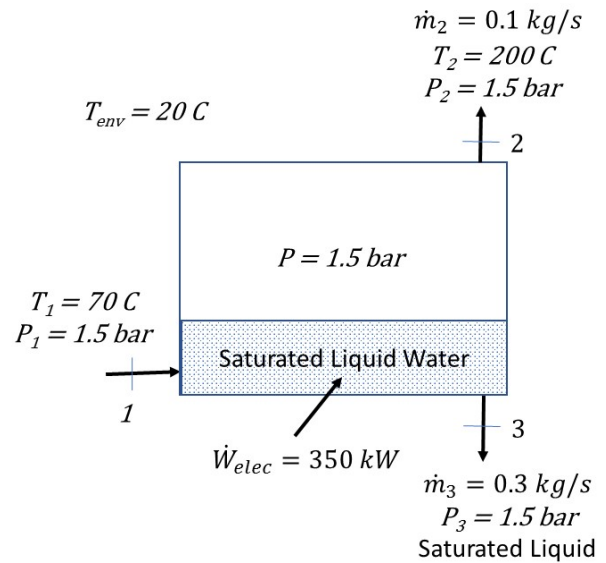 ṁ₂ = 0.1 kg/s
T₂ = 200 C
P₂ = 1.5 bar
T_env = 20 C
2
P = 1.5 bar
T₁ = 70 C
P₁ = 1.5 bar
Saturated Liquid Water
1
3
Ẇ_elec = 350 kW
ṁ₃ = 0.3 kg/s
P₃ = 1.5 bar
Saturated Liquid